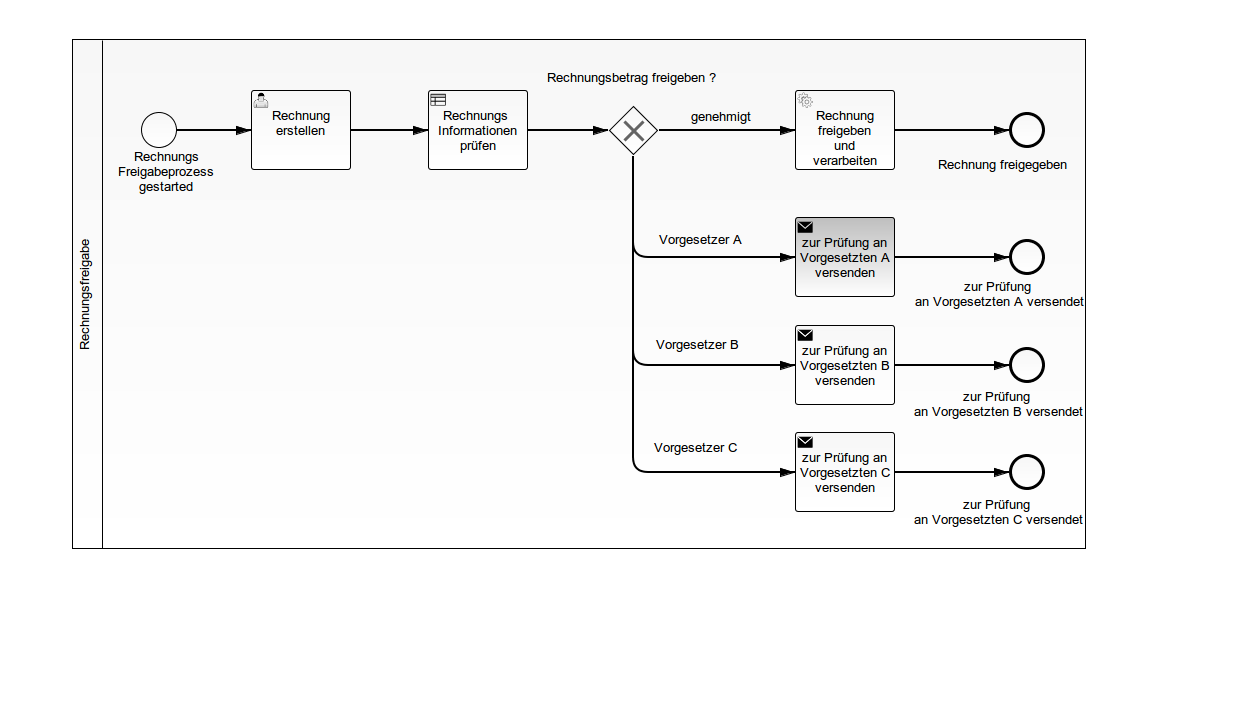 Rechnungsfreigabe
Rechnungsbetrag freigeben ?
Rechnungs
Freigabeprozess
gestarted
Rechnung
erstellen
Rechnungs
Informationen
prüfen
genehmigt
Rechnung
freigeben
und
verarbeiten
Rechnung freigegeben
Vorgesetzer A
zur Prüfung an
Vorgesetzten A
versenden
zur Prüfung
an Vorgesetzten A versendet
Vorgesetzer B
zur Prüfung an
Vorgesetzten B
versenden
zur Prüfung
an Vorgesetzten B versendet
Vorgesetzer C
zur Prüfung an
Vorgesetzten C
versenden
zur Prüfung
an Vorgesetzten C versendet